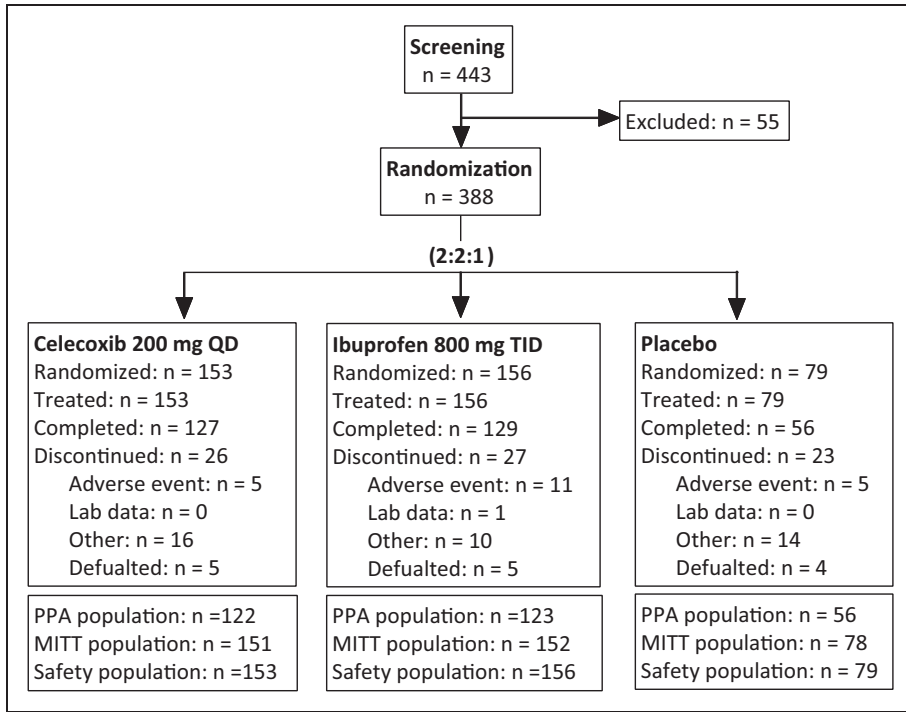 Screening
n = 443
Excluded: n = 55
Randomization
n = 388
(2:2:1)
Celecoxib 200 mg QD
Randomized: n = 153
Treated: n = 153
Completed: n = 127
Discontinued: n = 26
Adverse event: n = 5
Lab data: n = 0
Other: n = 16
Defualted: n = 5
PPA population: n =122
MITT population: n = 151
Safety population: n =153
Ibuprofen 800 mg TID
Randomized: n = 156
Treated: n = 156
Completed: n = 129
Discontinued: n = 27
Adverse event: n = 11
Lab data: n = 1
Other: n = 10
Defualted: n = 5
PPA population: n =123
MITT population: n = 152
Safety population: n =156
Placebo
Randomized: n = 79
Treated: n = 79
Completed: n = 56
Discontinued: n = 23
Adverse event: n = 5
Lab data: n = 0
Other: n = 14
Defualted: n = 4
PPA population: n = 56
MITT population: n = 78
Safety population: n = 79